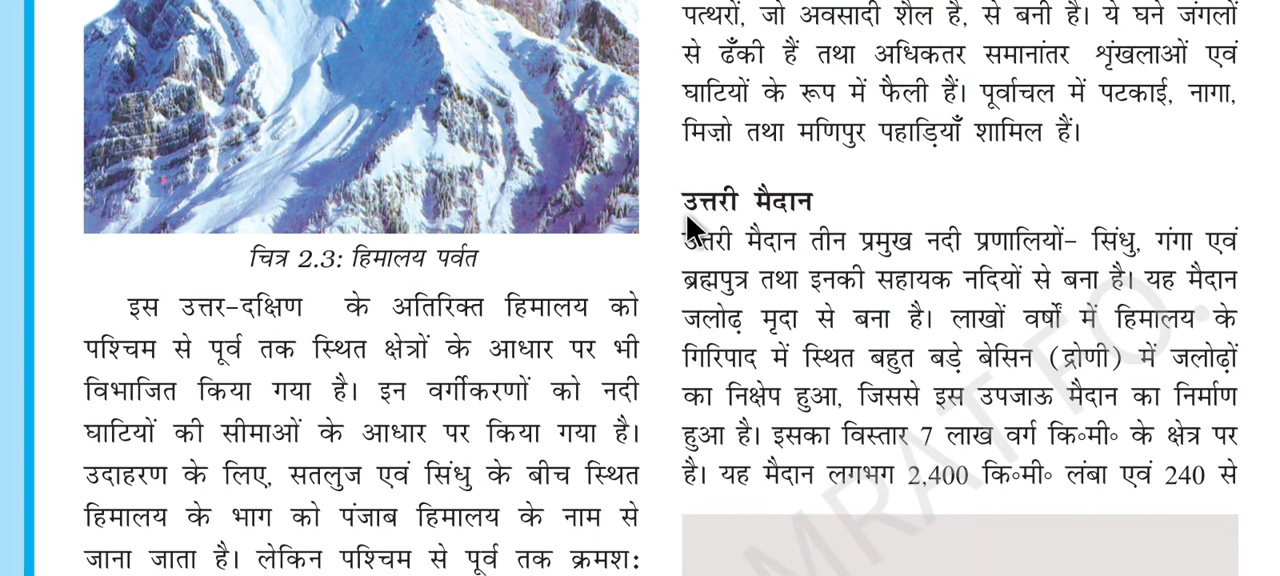 चित्र 2.3: हिमालय पर्वत
इस उत्तर-दक्षिण के अतिरिक्त हिमालय को
पश्चिम से पूर्व तक स्थित क्षेत्रों के आधार पर भी
विभाजित किया गया है। इन वर्गीकरणों को नदी
घाटियों की सीमाओं के आधार पर किया गया है।
उदाहरण के लिए, सतलुज एवं सिंधु के बीच स्थित
हिमालय के भाग को पंजाब हिमालय के नाम से
जाना जाता है। लेकिन पश्चिम से पूर्व तक क्रमश:
पत्थरों, जो अवसादी शैल है, से बनी है। ये घने जंगलों
से ढँकी हैं तथा अधिकतर समानांतर शृंखलाओं एवं
घाटियों के रूप में फैली हैं। पूर्वाचल में पटकाई, नागा,
मिज़ो तथा मणिपुर पहाड़ियाँ शामिल हैं।
उत्तरी मैदान
उत्तरी मैदान तीन प्रमुख नदी प्रणालियों- सिंधु, गंगा एवं
ब्रह्मपुत्र तथा इनकी सहायक नदियों से बना है। यह मैदान
जलोढ़ मृदा से बना है। लाखों वर्षों में हिमालय के
गिरिपाद में स्थित बहुत बड़े बेसिन (द्रोणी) में जलोढ़ों
का निक्षेप हुआ, जिससे इस उपजाऊ मैदान का निर्माण
हुआ है। इसका विस्तार 7 लाख वर्ग कि॰मी॰ के क्षेत्र पर
है। यह मैदान लगभग 2,400 कि॰मी॰ लंबा एवं 240 से
MRAT FO